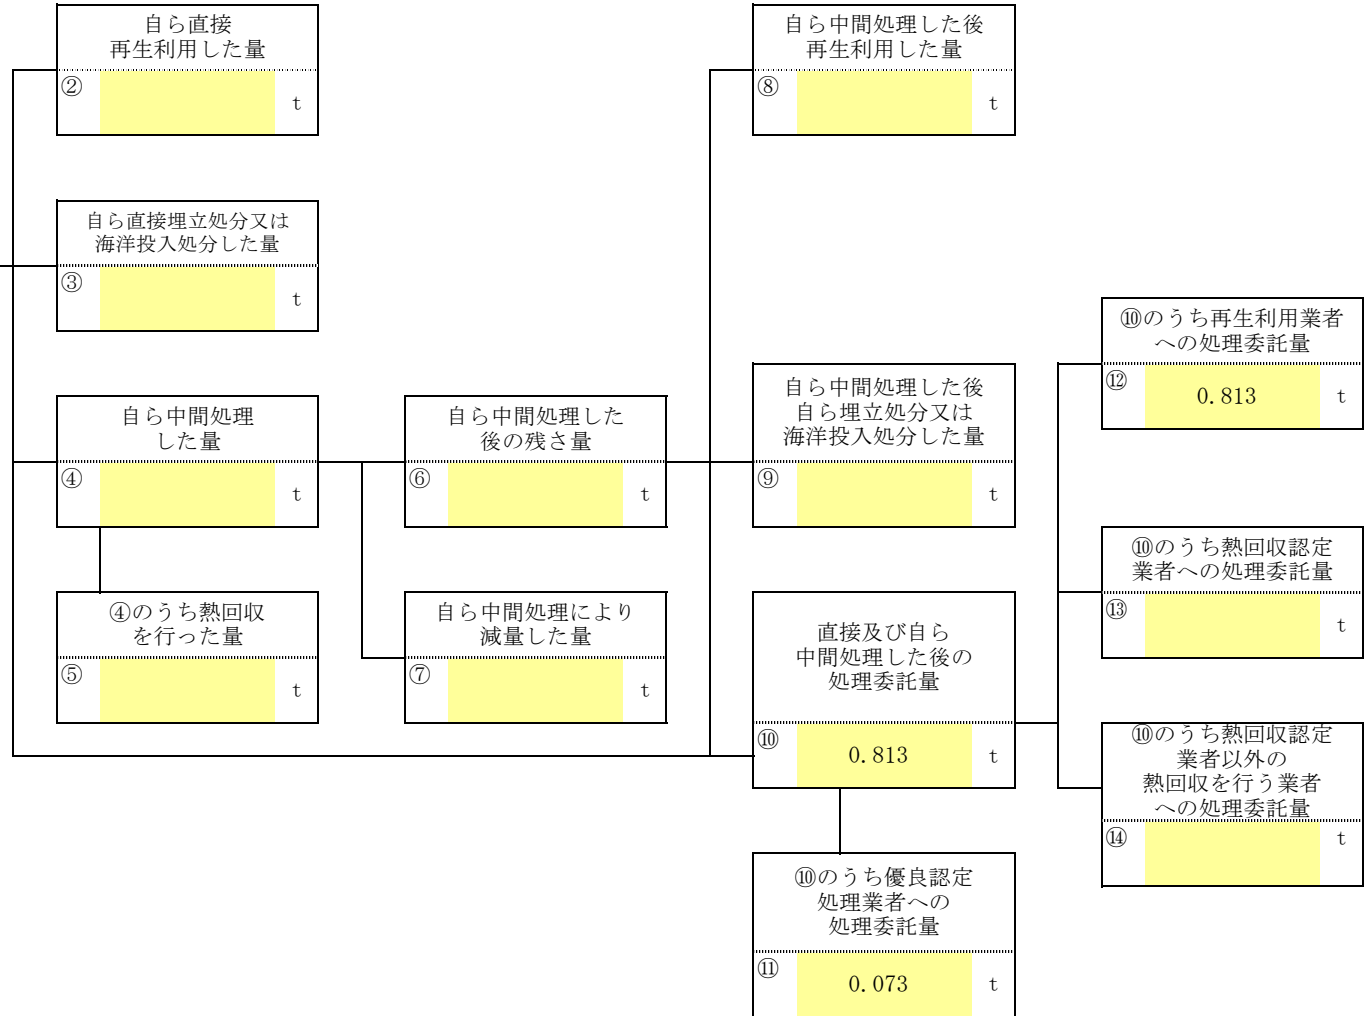 自ら直接
再生利用した量
②
t
自ら中間処理した後
再生利用した量
⑧
t
自ら直接埋立処分又は
海洋投入処分した量
③
t
⑩のうち再生利用業者
への処理委託量
⑫
0.813
t
自ら中間処理
した量
④
t
自ら中間処理した
後の残さ量
⑥
t
自ら中間処理した後
自ら埋立処分又は
海洋投入処分した量
⑨
t
⑩のうち熱回収認定
業者への処理委託量
⑬
t
④のうち熱回収
を行った量
⑤
t
自ら中間処理により
減量した量
⑦
t
直接及び自ら
中間処理した後の
処理委託量
⑩
0.813
t
⑩のうち熱回収認定
業者以外の
熱回収を行う業者
への処理委託量
⑭
t
⑩のうち優良認定
処理業者への
処理委託量
⑪
0.073
t